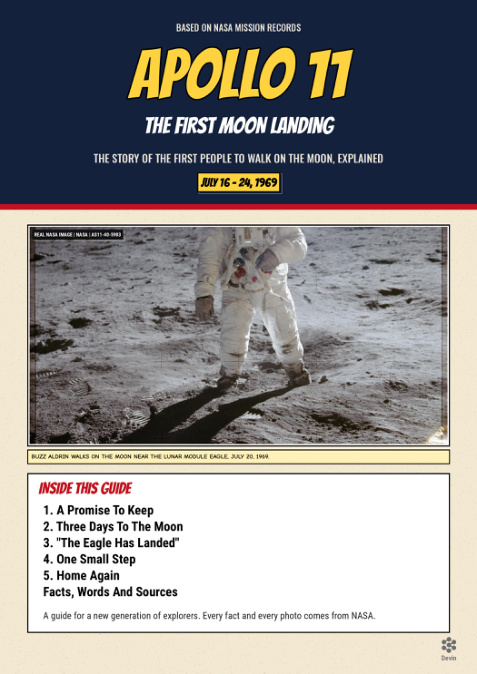 BASED ON NASA MISSION RECORDS
APOLLO 11
THE FIRST MOON LANDING
THE STORY OF THE FIRST PEOPLE TO WALK ON THE MOON, EXPLAINED
JULY 16 - 24, 1969
REAL NASA IMAGE | NASA | AS11-40-5903
BUZZ ALDRIN WALKS ON THE MOON NEAR THE LUNAR MODULE EAGLE, JULY 20, 1969.
INSIDE THIS GUIDE
1. A Promise To Keep
2. Three Days To The Moon
3. "The Eagle Has Landed"
4. One Small Step
5. Home Again
Facts, Words And Sources
A guide for a new generation of explorers. Every fact and every photo comes from NASA.
Devin